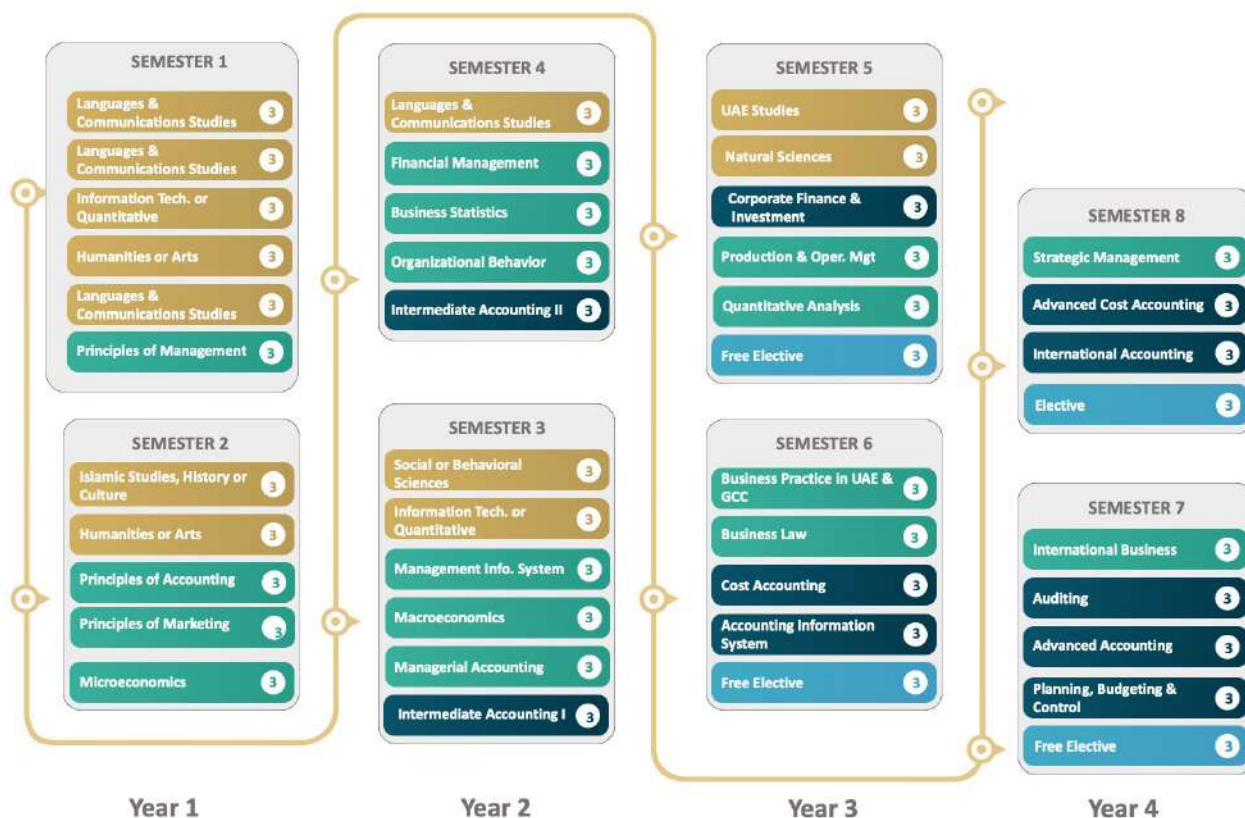 SEMESTER 1
Languages &
Communications Studies 3
Languages &
Communications Studies 3
Information Tech. or
Quantitative 3
Humanities or Arts 3
Languages &
Communications Studies 3
Principles of Management 3
SEMESTER 2
Islamic Studies, History or
Culture 3
Humanities or Arts 3
Principles of Accounting 3
Principles of Marketing 3
Microeconomics 3
Year 1
SEMESTER 4
Languages &
Communications Studies 3
Financial Management 3
Business Statistics 3
Organizational Behavior 3
Intermediate Accounting II 3
SEMESTER 3
Social or Behavioral
Sciences 3
Information Tech. or
Quantitative 3
Management Info. System 3
Macroeconomics 3
Managerial Accounting 3
Intermediate Accounting I 3
Year 2
SEMESTER 5
UAE Studies 3
Natural Sciences 3
Corporate Finance &
Investment 3
Production & Oper. Mgt 3
Quantitative Analysis 3
Free Elective 3
SEMESTER 6
Business Practice in UAE &
GCC 3
Business Law 3
Cost Accounting 3
Accounting Information
System 3
Free Elective 3
Year 3
SEMESTER 8
Strategic Management 3
Advanced Cost Accounting 3
International Accounting 3
Elective 3
SEMESTER 7
International Business 3
Auditing 3
Advanced Accounting 3
Planning, Budgeting &
Control 3
Free Elective 3
Year 4